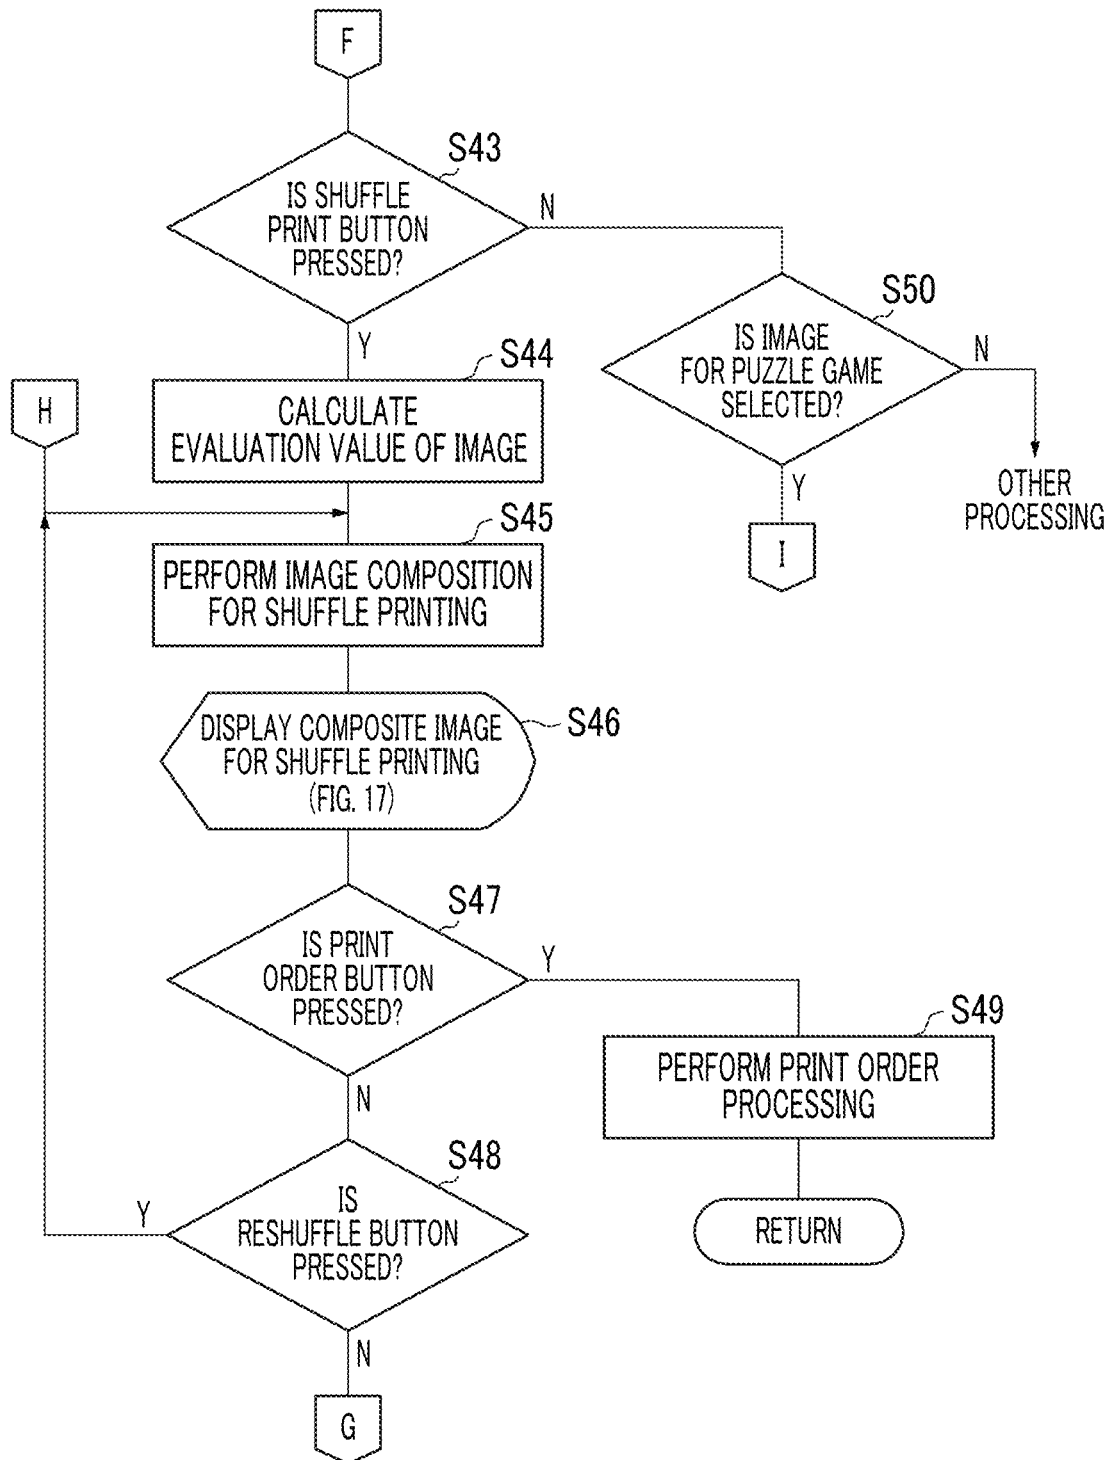 F
S43
IS SHUFFLE
PRINT BUTTON
PRESSED?
N
Y
S50
IS IMAGE
FOR PUZZLE GAME
SELECTED?
N
OTHER
PROCESSING
Y
I
S44
CALCULATE
EVALUATION VALUE OF IMAGE
H
S45
PERFORM IMAGE COMPOSITION
FOR SHUFFLE PRINTING
S46
DISPLAY COMPOSITE IMAGE
FOR SHUFFLE PRINTING
(FIG. 17)
S47
IS PRINT
ORDER BUTTON
PRESSED?
Y
N
S49
PERFORM PRINT ORDER
PROCESSING
RETURN
S48
IS
RESHUFFLE BUTTON
PRESSED?
Y
N
G